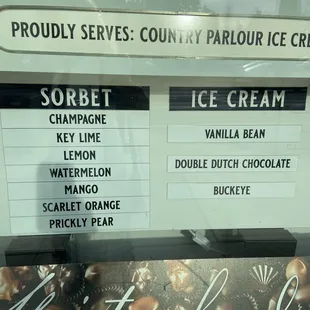 PROUDLY SERVES: COUNTRY PARLOUR ICE CRE
SORBET
CHAMPAGNE
KEY LIME
LEMON
WATERMELON
MANGO
SCARLET ORANGE
PRICKLY PEAR
ICE CREAM
VANILLA BEAN
DOUBLE DUTCH CHOCOLATE
BUCKEYE